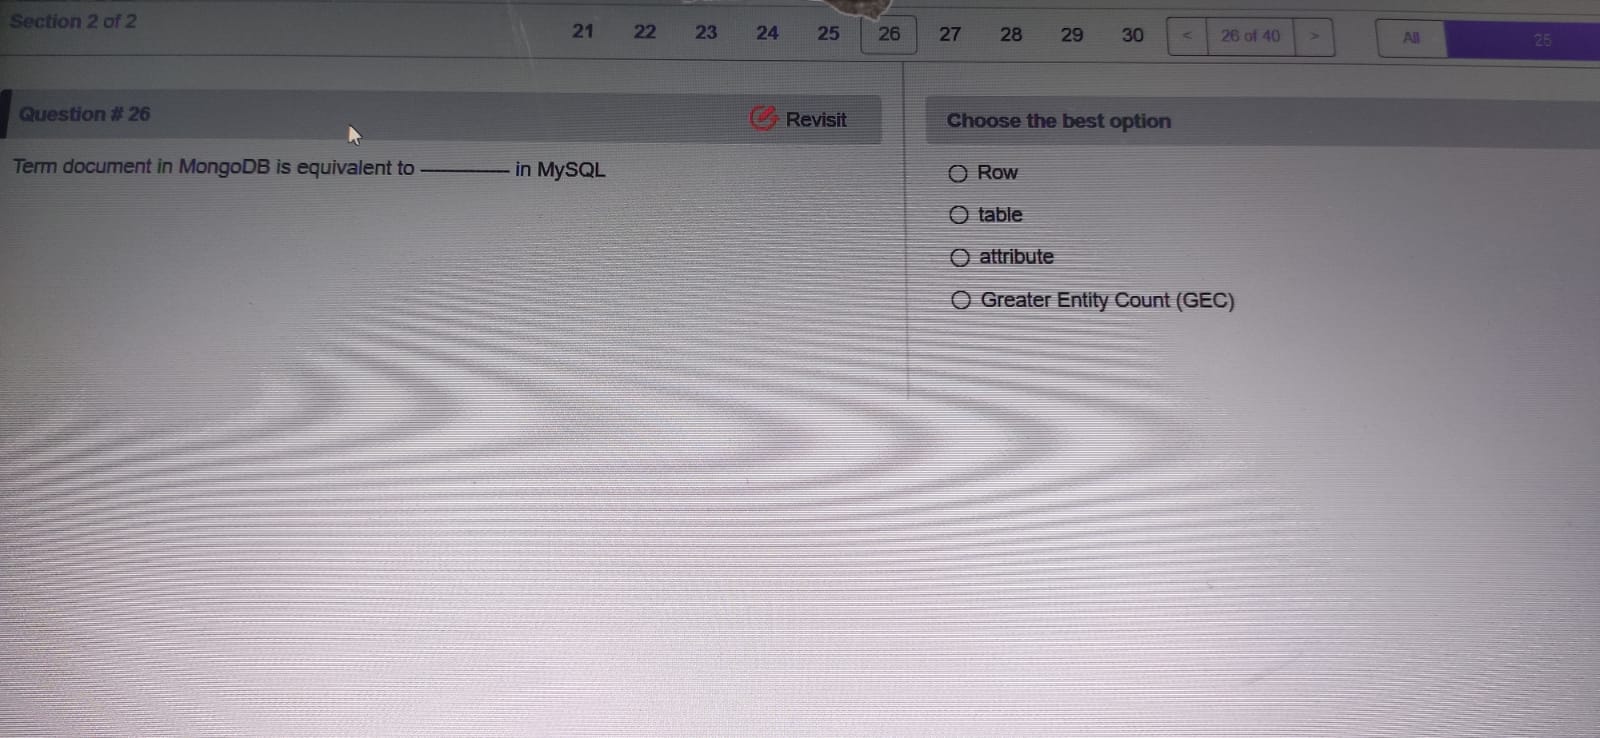 Section 2 of 2
21 22 23 24 25 26 27 28 29 30 < 26 of 40 > All 25
Question # 26
Revisit
Term document in MongoDB is equivalent to ________ in MySQL
Choose the best option
Row
table
attribute
Greater Entity Count (GEC)